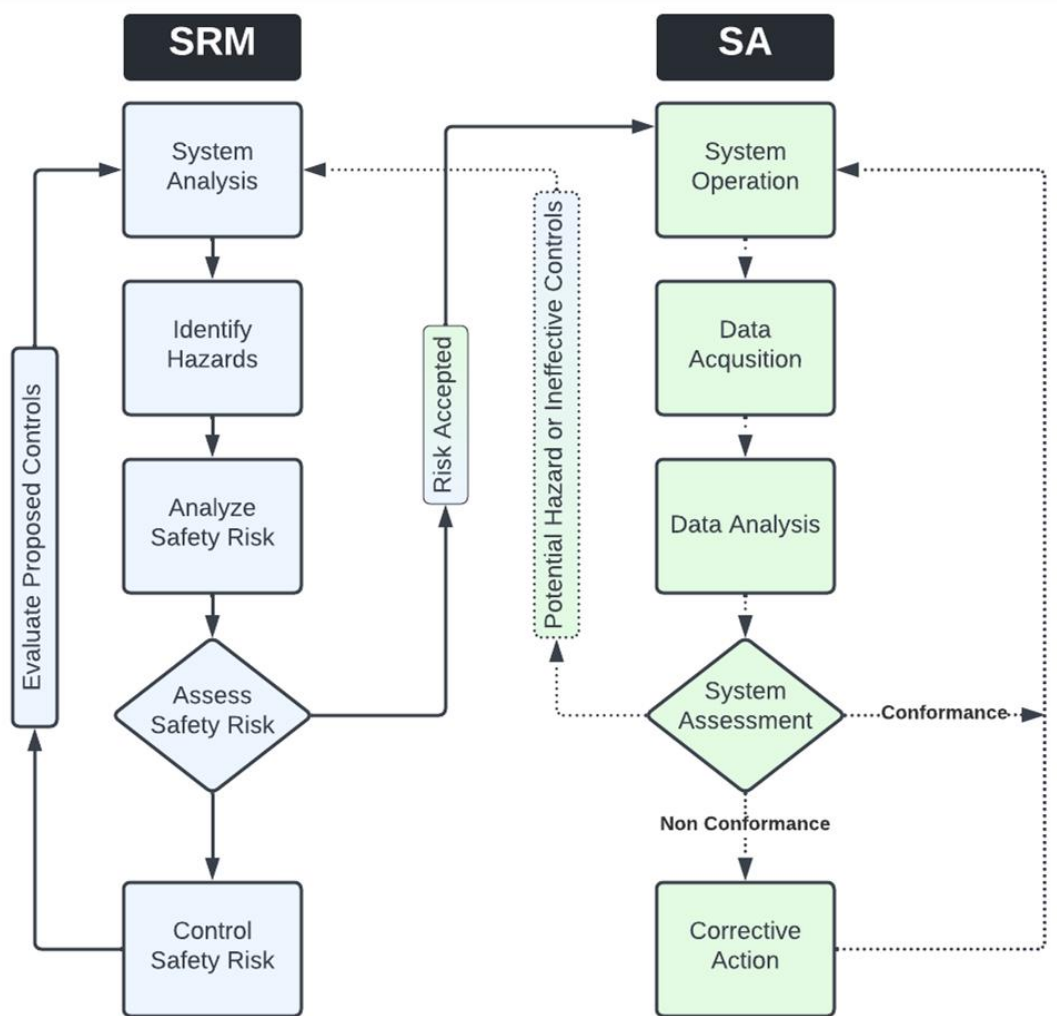 SRM
SA
System
Analysis
System
Operation
Identify
Hazards
Data
Acqusition
Analyze
Safety Risk
Data Analysis
Evaluate Proposed Controls
Risk Accepted
Potential Hazard or Ineffective Controls
Assess
Safety Risk
System
Assessment
Conformance
Non Conformance
Control
Safety Risk
Corrective
Action